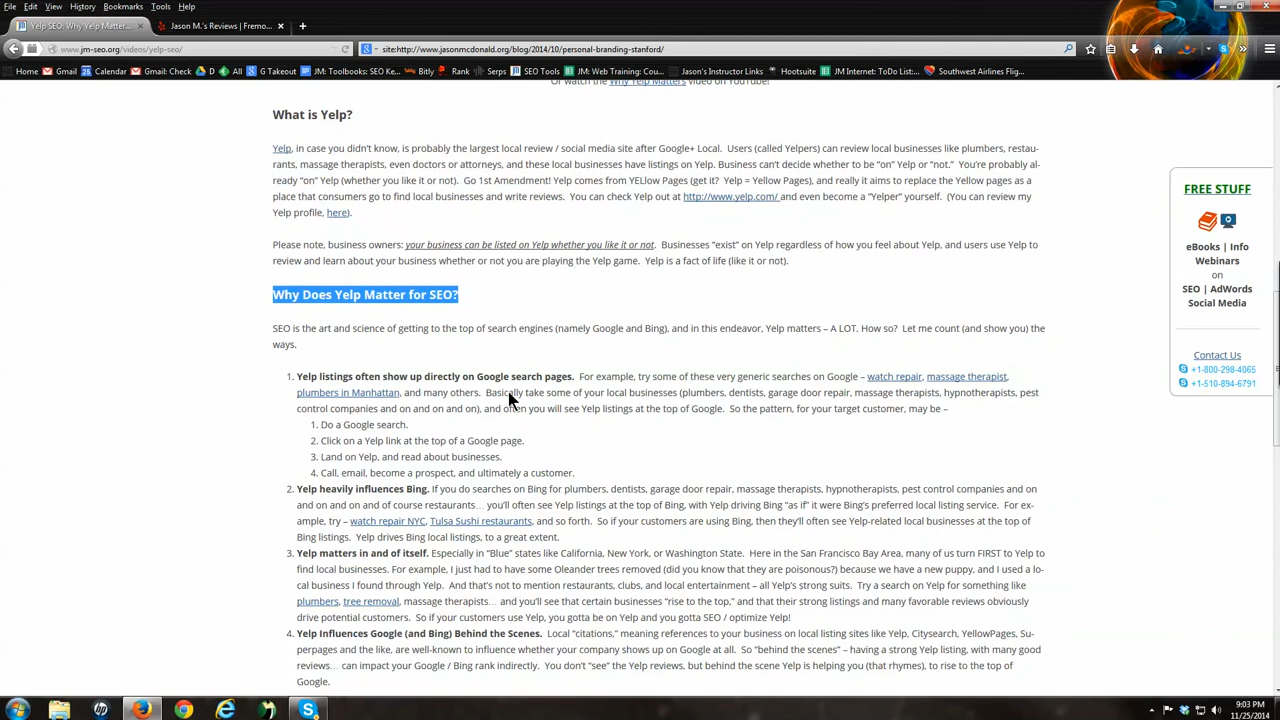 File Edit View History Bookmarks Tools Help
Yelp SEO: Why Yelp Matter... × Jason M.'s Reviews | Fremo... × +
www.jm-seo.org/videos/yelp-seo/ site:http://www.jasonmcdonald.org/blog/2014/10/personal-branding-stanford/
Home Gmail Calendar Gmail: Check D All G Takeout JM: Toolbooks: SEO Ke... Bitly Rank Serps SEO Tools JM: Web Training: Cou... Jason's Instructor Links Hootsuite JM Internet: ToDo List:... Southwest Airlines Flig...
Or watch the Why Yelp Matters video on YouTube!
What is Yelp?
Yelp, in case you didn't know, is probably the largest local review / social media site after Google+ Local. Users (called Yelpers) can review local businesses like plumbers, restau-
rants, massage therapists, even doctors or attorneys, and these local businesses have listings on Yelp. Business can't decide whether to be "on" Yelp or "not." You're probably al-
ready "on" Yelp (whether you like it or not). Go 1st Amendment! Yelp comes from YELlow Pages (get it? Yelp = Yellow Pages), and really it aims to replace the Yellow pages as a
place that consumers go to find local businesses and write reviews. You can check Yelp out at http://www.yelp.com/ and even become a "Yelper" yourself. (You can review my
Yelp profile, here).
Please note, business owners: your business can be listed on Yelp whether you like it or not. Businesses "exist" on Yelp regardless of how you feel about Yelp, and users use Yelp to
review and learn about your business whether or not you are playing the Yelp game. Yelp is a fact of life (like it or not).
Why Does Yelp Matter for SEO?
SEO is the art and science of getting to the top of search engines (namely Google and Bing), and in this endeavor, Yelp matters – A LOT. How so? Let me count (and show you) the
ways.
1. Yelp listings often show up directly on Google search pages. For example, try some of these very generic searches on Google – watch repair, massage therapist,
plumbers in Manhattan, and many others. Basically take some of your local businesses (plumbers, dentists, garage door repair, massage therapists, hypnotherapists, pest
control companies and on and on and on), and often you will see Yelp listings at the top of Google. So the pattern, for your target customer, may be –
1. Do a Google search.
2. Click on a Yelp link at the top of a Google page.
3. Land on Yelp, and read about businesses.
4. Call, email, become a prospect, and ultimately a customer.
2. Yelp heavily influences Bing. If you do searches on Bing for plumbers, dentists, garage door repair, massage therapists, hypnotherapists, pest control companies and on
and on and on and on and of course restaurants... you'll often see Yelp listings at top of Bing, with Yelp driving Bing "as if" it were Bing's preferred local listing service. For ex-
ample, try – watch repair NYC, Tulsa Sushi restaurants, and so forth. So if your customers are using Bing, then they'll often see Yelp-related local businesses at the top of
Bing listings. Yelp drives Bing local listings, to a great extent.
3. Yelp matters in and of itself. Especially in "Blue" states like California, New York, or Washington State. Here in the San Francisco Bay Area, many of us turn FIRST to Yelp to
find local businesses. For example, I just had to have some Oleander trees removed (did you know that they are poisonous?) because we have a new puppy, and I used a lo-
cal business I found through Yelp. And that's not to mention restaurants, clubs, and local entertainment – all Yelp's strong suits. Try a search on Yelp for something like
plumbers, tree removal, massage therapists... and you'll see that certain businesses "rise to the top," and that their strong listings and many favorable reviews obviously
drive potential customers. So if your customers use Yelp, you gotta be on Yelp and you gotta SEO / optimize Yelp!
4. Yelp Influences Google (and Bing) Behind the Scenes. Local "citations," meaning references to your business on local listing sites like Yelp, Citysearch, YellowPages, Su-
perpages and the like, are well-known to influence whether your company shows up on Google at all. So "behind the scenes" – having a strong Yelp listing, with many good
reviews... can impact your Google / Bing rank indirectly. You don't "see" the Yelp reviews, but behind the scene Yelp is helping you (that rhymes), to rise to the top of
Google.
FREE STUFF
eBooks | Info
Webinars
on
SEO | AdWords
Social Media
Contact Us
+1-800-298-4065
+1-510-894-6791
9:03 PM
11/25/2014